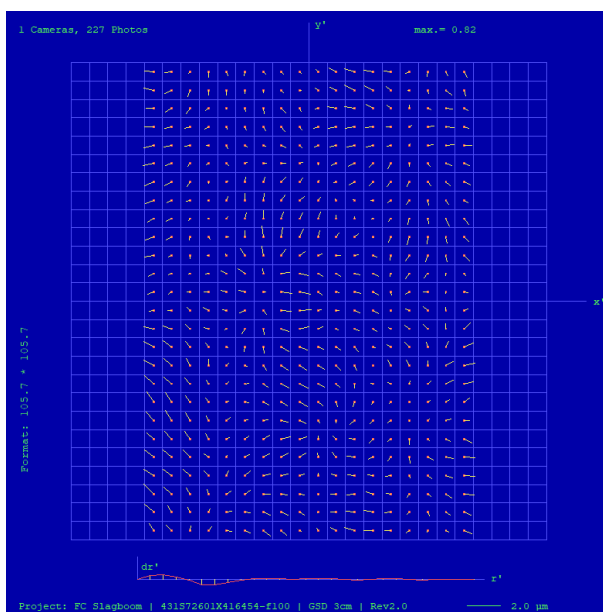 y'
1 Cameras, 227 Photos max.= 0.82
x'
Format: 105.7 * 105.7
dr'
r'
Project: FC Slagboom | 431S72601X416454-f100 | GSD 3cm | Rev2.0 2.0 µm